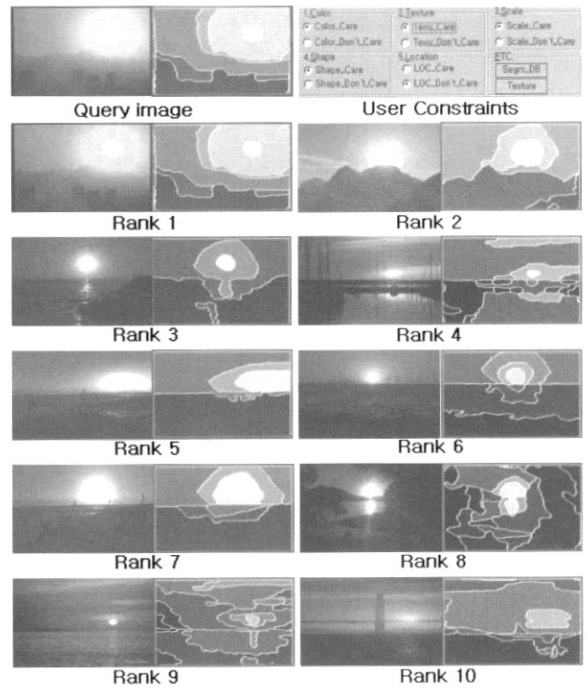 1.Color
2.Texture
3.Scale
Color_Care
Texu_Care
Scale_Care
Color_Don't_Care
Texu_Don't_Care
Scale_Don't_Care
4.Shape
5.Location
ETC.
Shape_Care
LOC_Care
Segm_DB
Shape_Don't_Care
LOC_Don't_Care
Texture
Query image
User Constraints
Rank 1
Rank 2
Rank 3
Rank 4
Rank 5
Rank 6
Rank 7
Rank 8
Rank 9
Rank 10